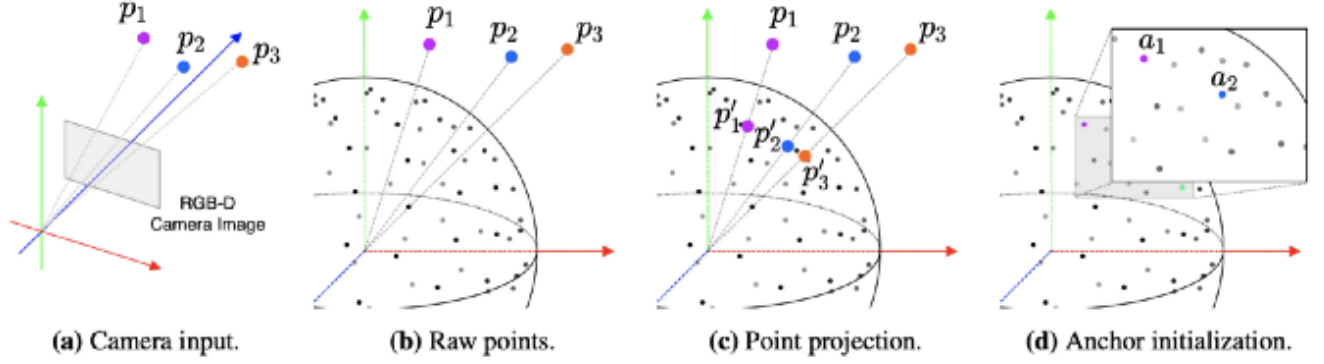 p₁
p₂
p₃
RGB-D
Camera Image
(a) Camera input.
p₁
p₂
p₃
(b) Raw points.
p₁
p₂
p₃
p′₁
p′₂
p′₃
(c) Point projection.
a₁
a₂
(d) Anchor initialization.